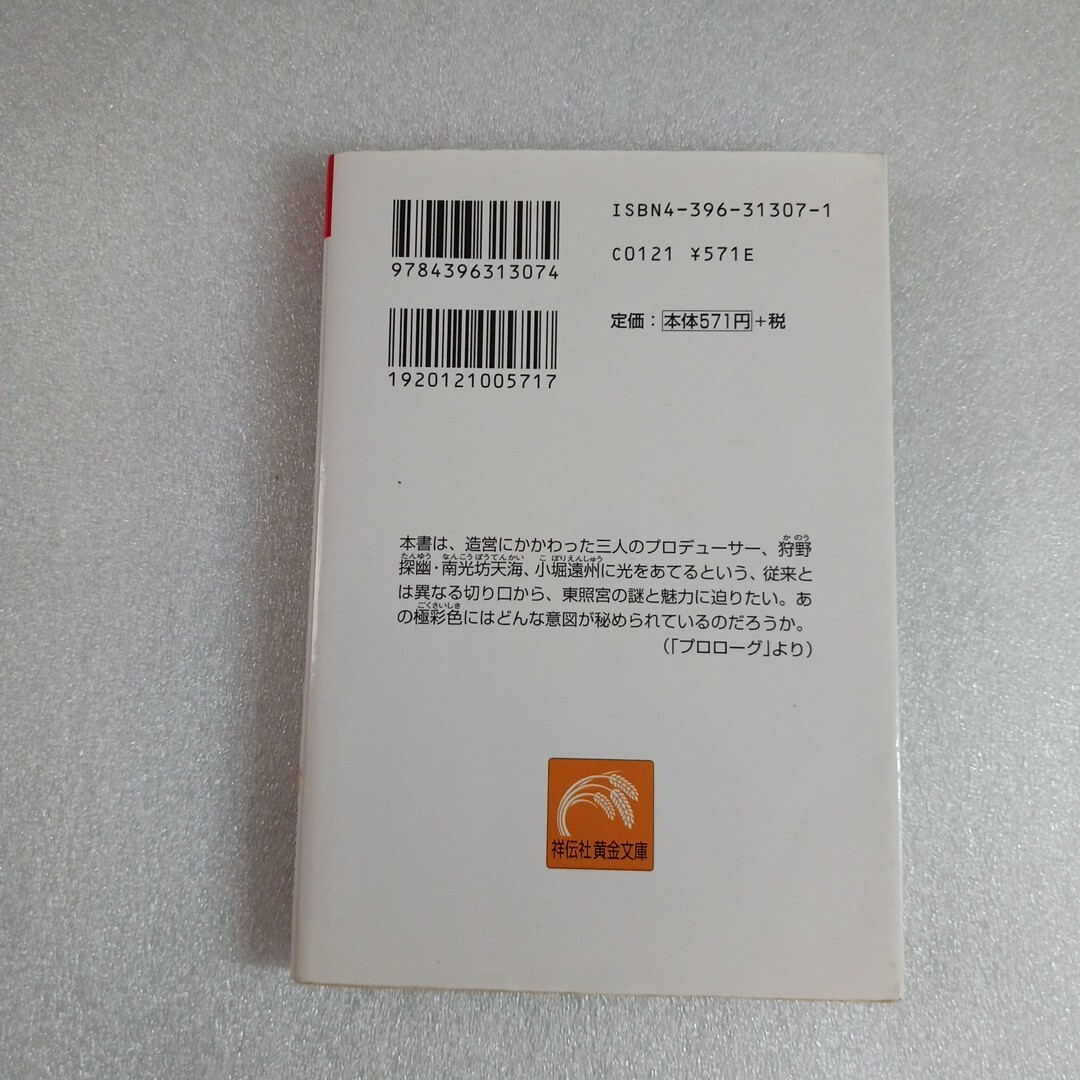 ISBN4-396-31307-1
9784396313074
C0121 ¥571E
定価：本体571円+税
1920121005717
本書は、造営にかかわった三人のプロデューサー、狩野
探幽・南光坊天海、小堀遠州に光をあてるという、従来と
は異なる切り口から、東照宮の謎と魅力に迫りたい。あ
の極彩色にはどんな意図が秘められているのだろうか。
（「プロローグ」より）
祥伝社黄金文庫